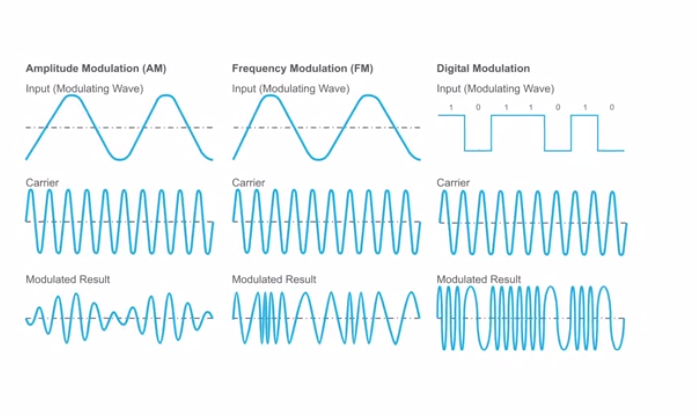 Amplitude Modulation (AM)
Input (Modulating Wave)
Carrier
Modulated Result
Frequency Modulation (FM)
Input (Modulating Wave)
Carrier
Modulated Result
Digital Modulation
Input (Modulating Wave)
1 0 1 1 0 1 0
Carrier
Modulated Result